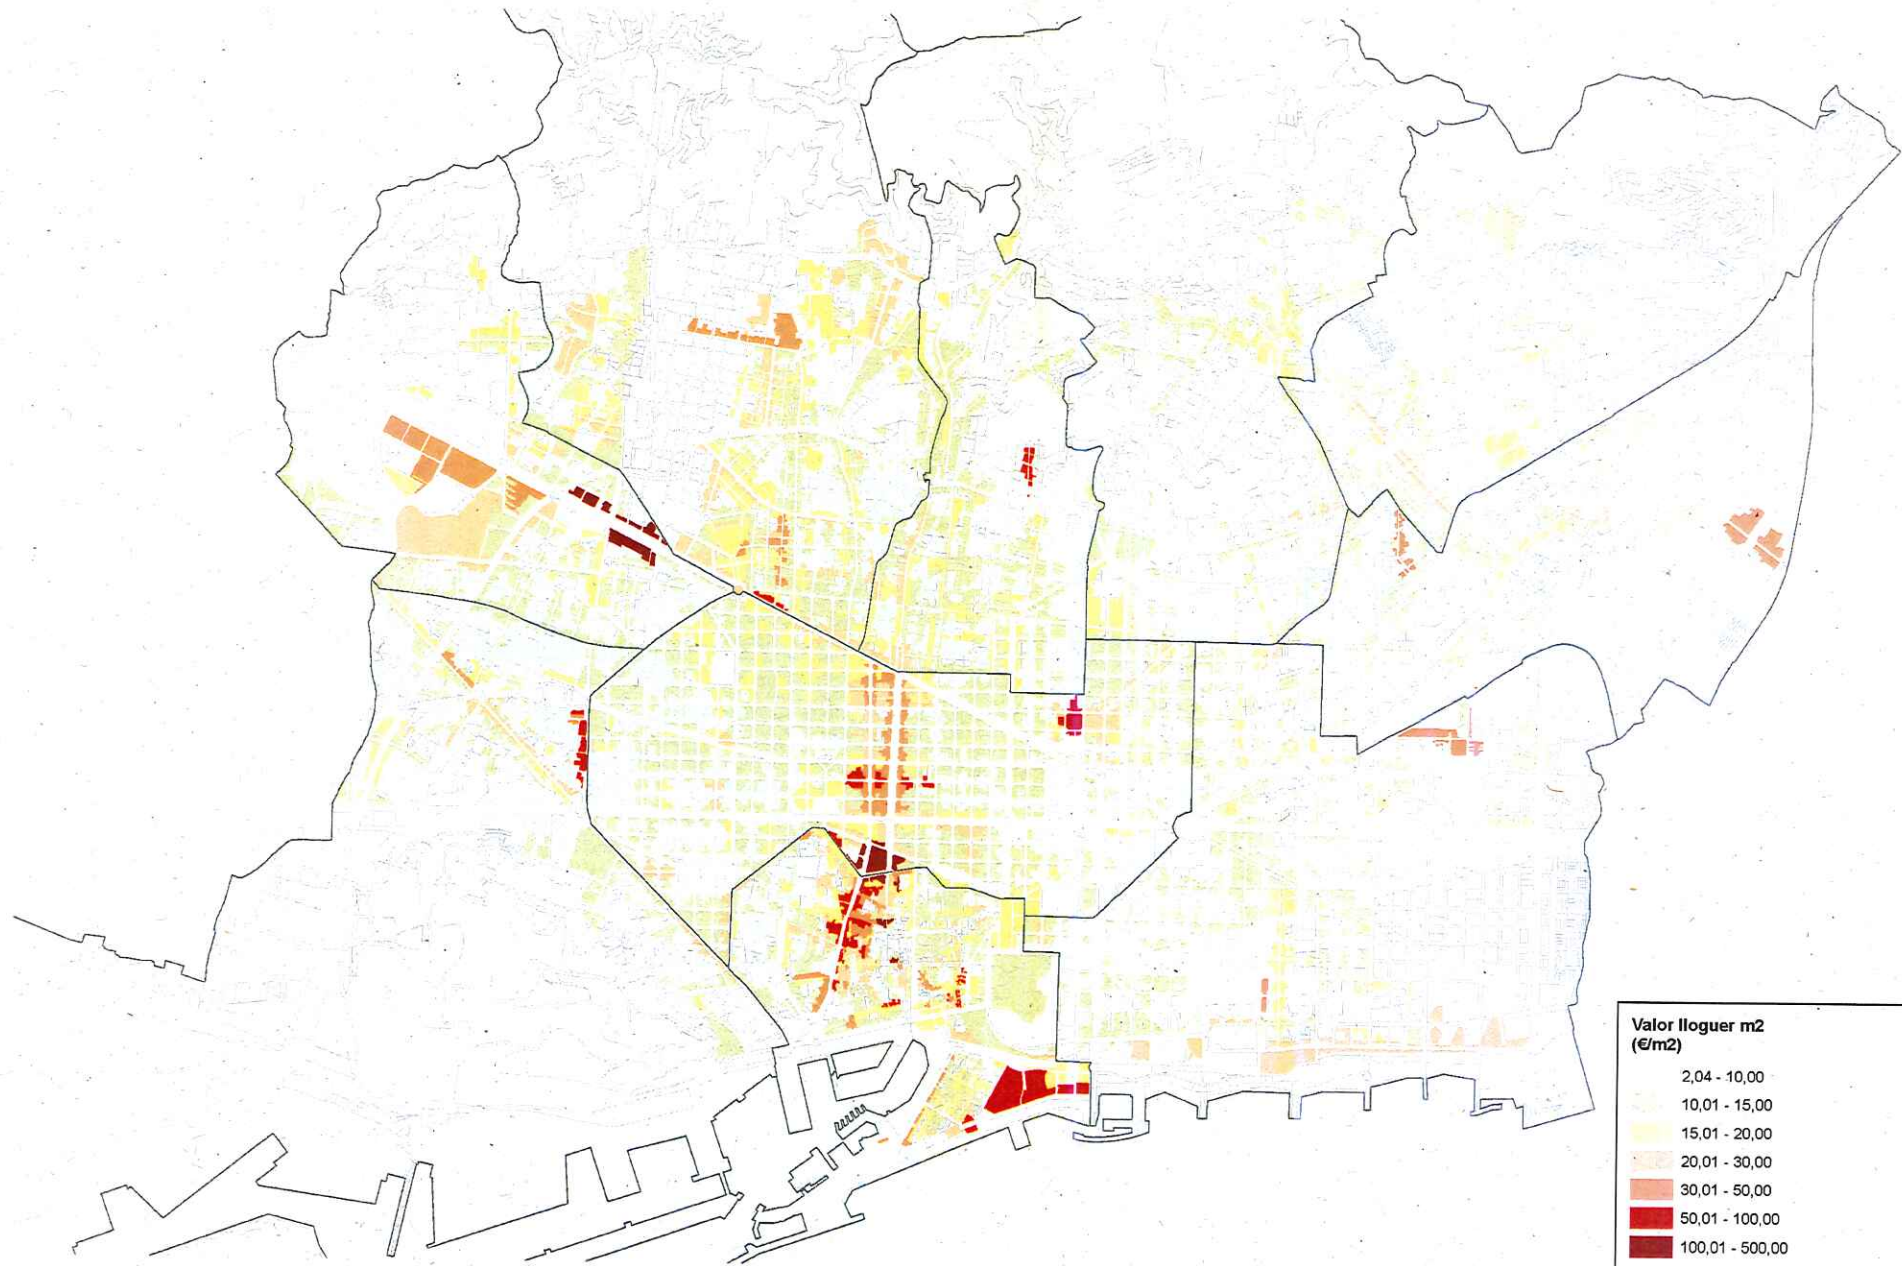 Valor lloguer m2
(€/m2)
2,04 - 10,00
10,01 - 15,00
15,01 - 20,00
20,01 - 30,00
30,01 - 50,00
50,01 - 100,00
100,01 - 500,00